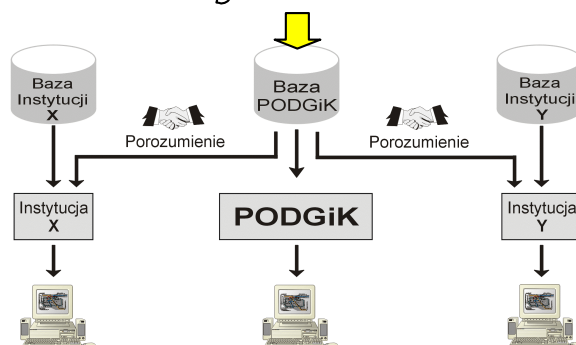 Baza
Instytucji
X
Baza
PODGiK
Baza
Instytucji
Y
Porozumienie
Porozumienie
Instytucja
X
PODGiK
Instytucja
Y